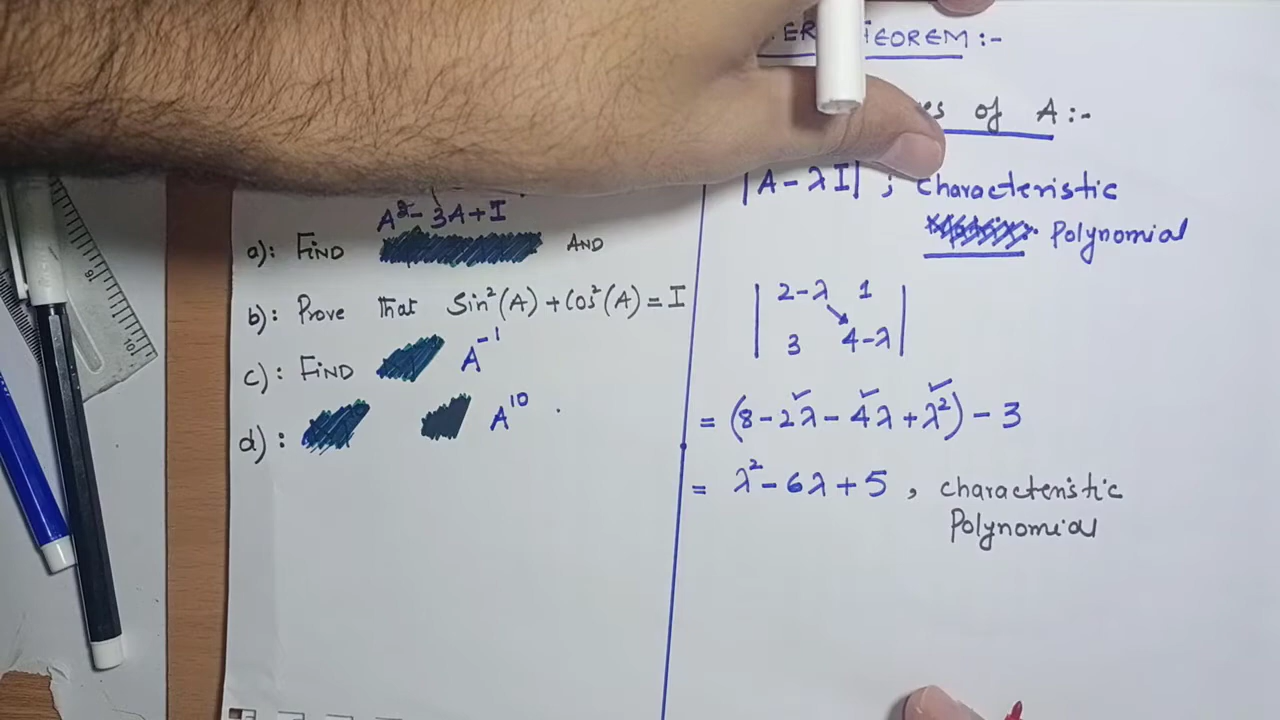 EOREM:-
of A:-
|A-λI| ; Characteristic
Polynomial
A²-3A+I
a): FIND AND
b): Prove that Sin²(A)+Cos²(A)=I
c): FIND A⁻¹
d): A¹⁰ .
2-λ 1
3 4-λ
= (8-2λ-4λ+λ²)-3
= λ²-6λ+5 , characteristic
Polynomial